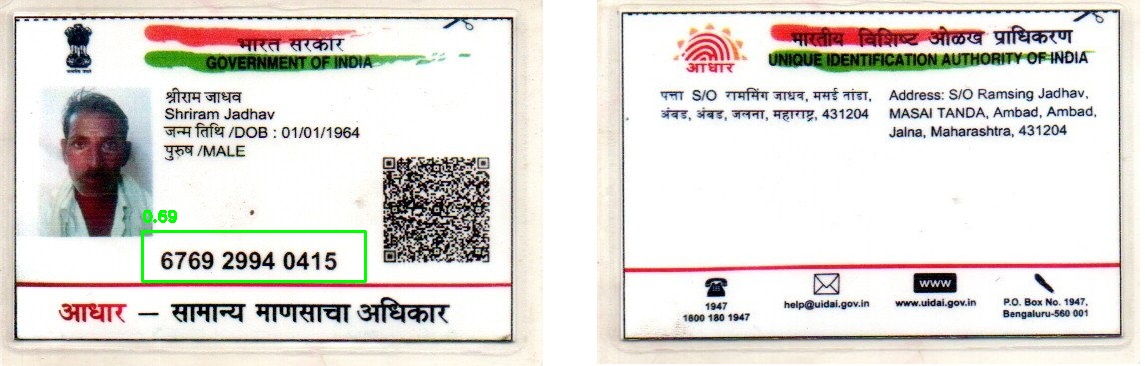 भारत सरकार
GOVERNMENT OF INDIA
श्रीराम जाधव
Shriram Jadhav
जन्म तिथि /DOB : 01/01/1964
पुरुष /MALE
0.69
6769 2994 0415
आधार – सामान्य माणसाचा अधिकार
आधार
भारतीय विशिष्ट ओळख प्राधिकरण
UNIQUE IDENTIFICATION AUTHORITY OF INDIA
पत्ता S/O राममिंग जाधव, मसई तांडा,
अंबड, अंबड, जलना, महाराष्ट्र, 431204
Address: S/O Ramsing Jadhav,
MASAI TANDA, Ambad, Ambad,
Jalna, Maharashtra, 431204
1947
1800 180 1947
help@uidai.gov.in
www
www.uidai.gov.in
P.O. Box No. 1947,
Bengaluru-560 001